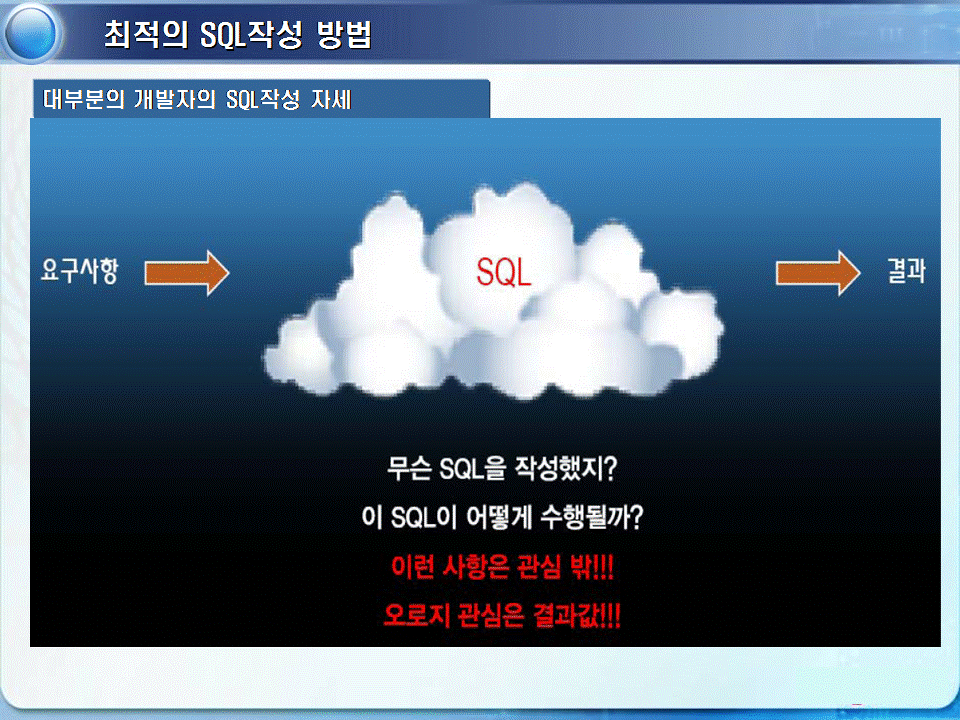 최적의 SQL작성 방법
대부분의 개발자의 SQL작성 자세
요구사항
SQL
결과
무슨 SQL을 작성했지?
이 SQL이 어떻게 수행될까?
이런 사항은 관심 밖!!!
오로지 관심은 결과값!!!